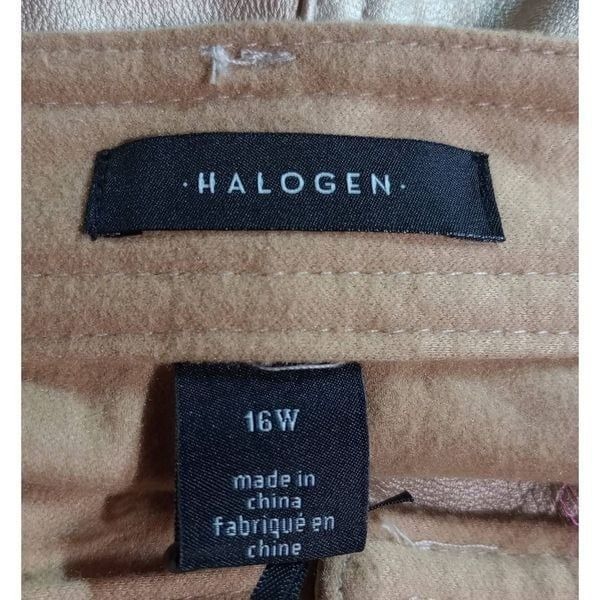 ·HALOGEN·
16W
made in
china
fabriqué en
chine